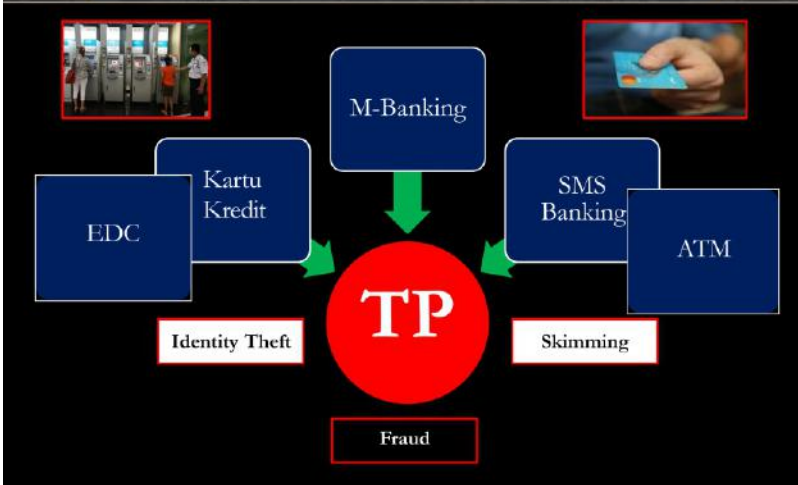 M-Banking
Kartu
Kredit
SMS
Banking
EDC
ATM
TP
Identity Theft
Skimming
Fraud